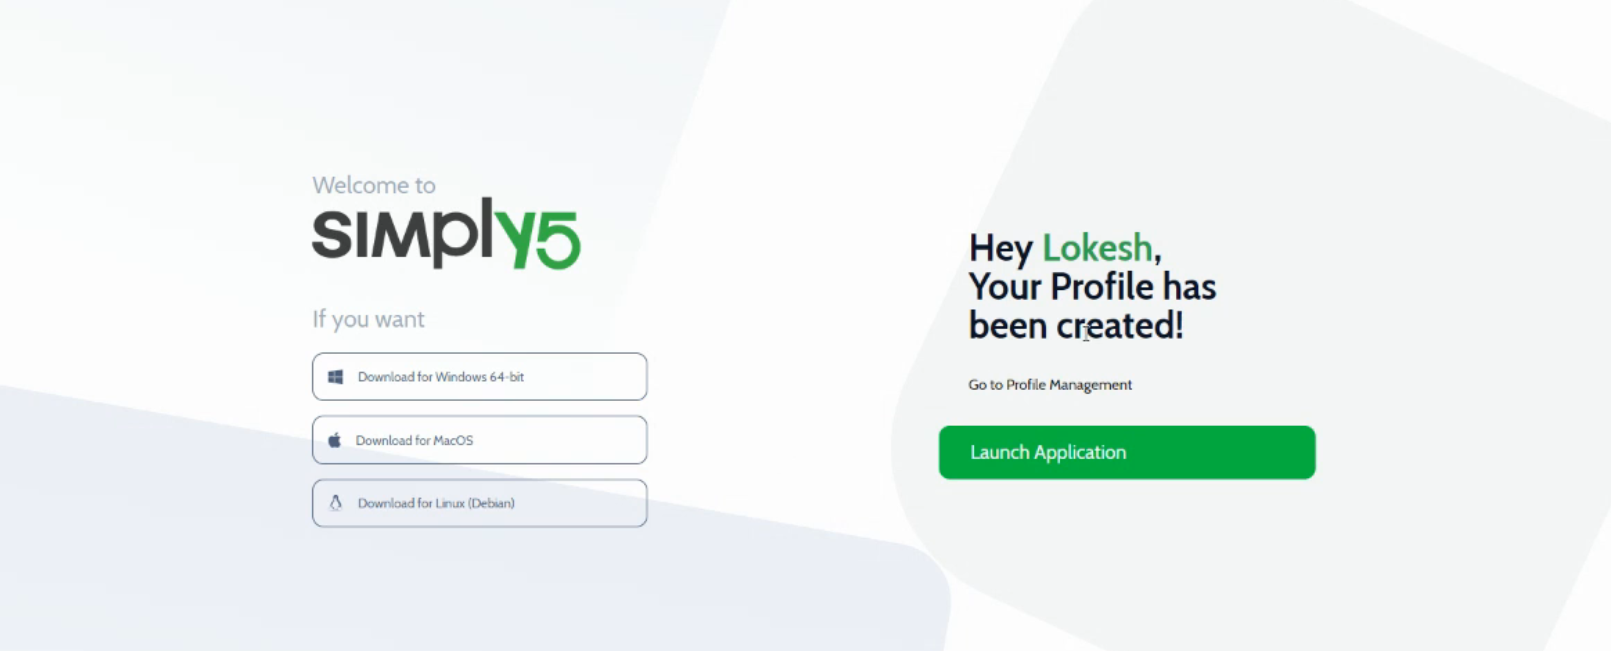 Welcome to
simply5
If you want
Download for Windows 64-bit
Download for MacOS
Download for Linux (Debian)
Hey Lokesh,
Your Profile has
been created!
Go to Profile Management
Launch Application